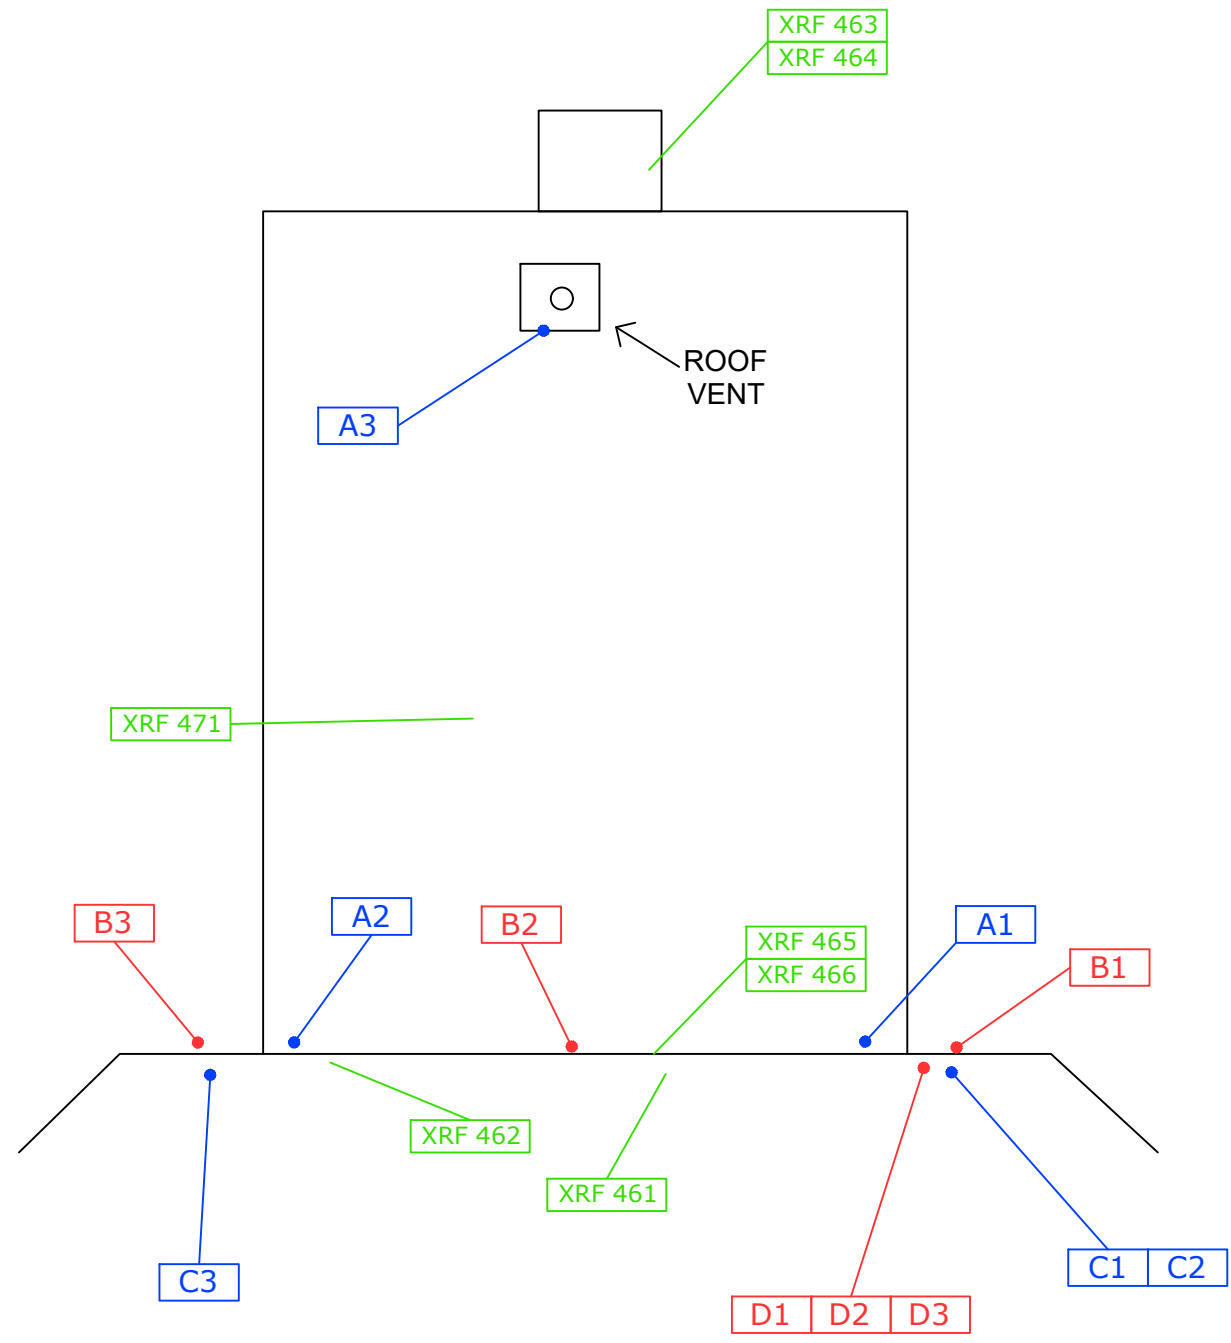 XRF 463
XRF 464
ROOF
VENT
A3
XRF 471
B3
A2
B2
XRF 465
XRF 466
A1
B1
XRF 462
XRF 461
C3
C1 C2
D1 D2 D3